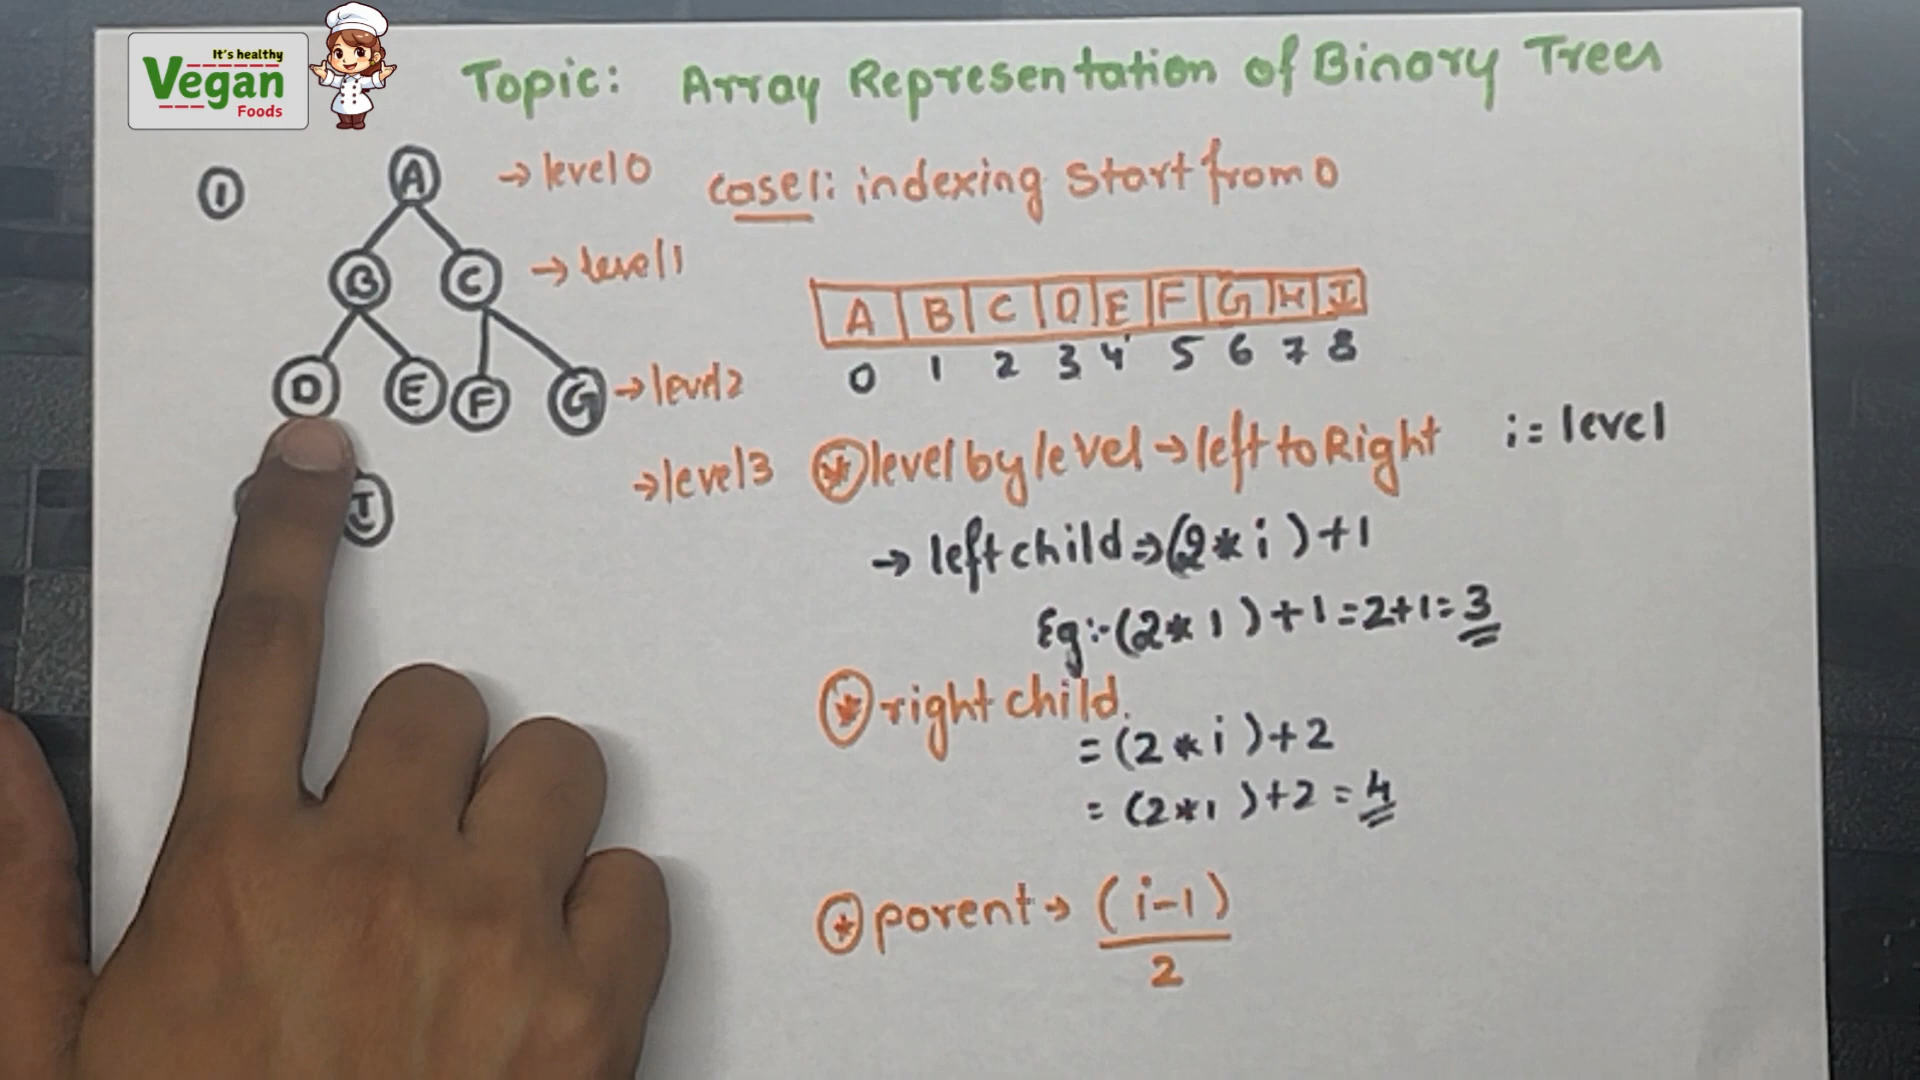 It's healthy
Vegan
Foods
Topic: Array Representation of Binary Trees
1
A
→ level 0
case1: indexing start from 0
B
C
→ level 1
A B C D E F G H I
0 1 2 3 4 5 6 7 8
D
E
F
G
→ level 2
→ level 3
* level by level → left to Right
i = level
I
→ left child ⇒ (2 * i) + 1
Eg:- (2 * 1) + 1 = 2+1 = 3
* right child.
= (2 * i) + 2
= (2 * 1) + 2 = 4
* parent → (i-1)
2